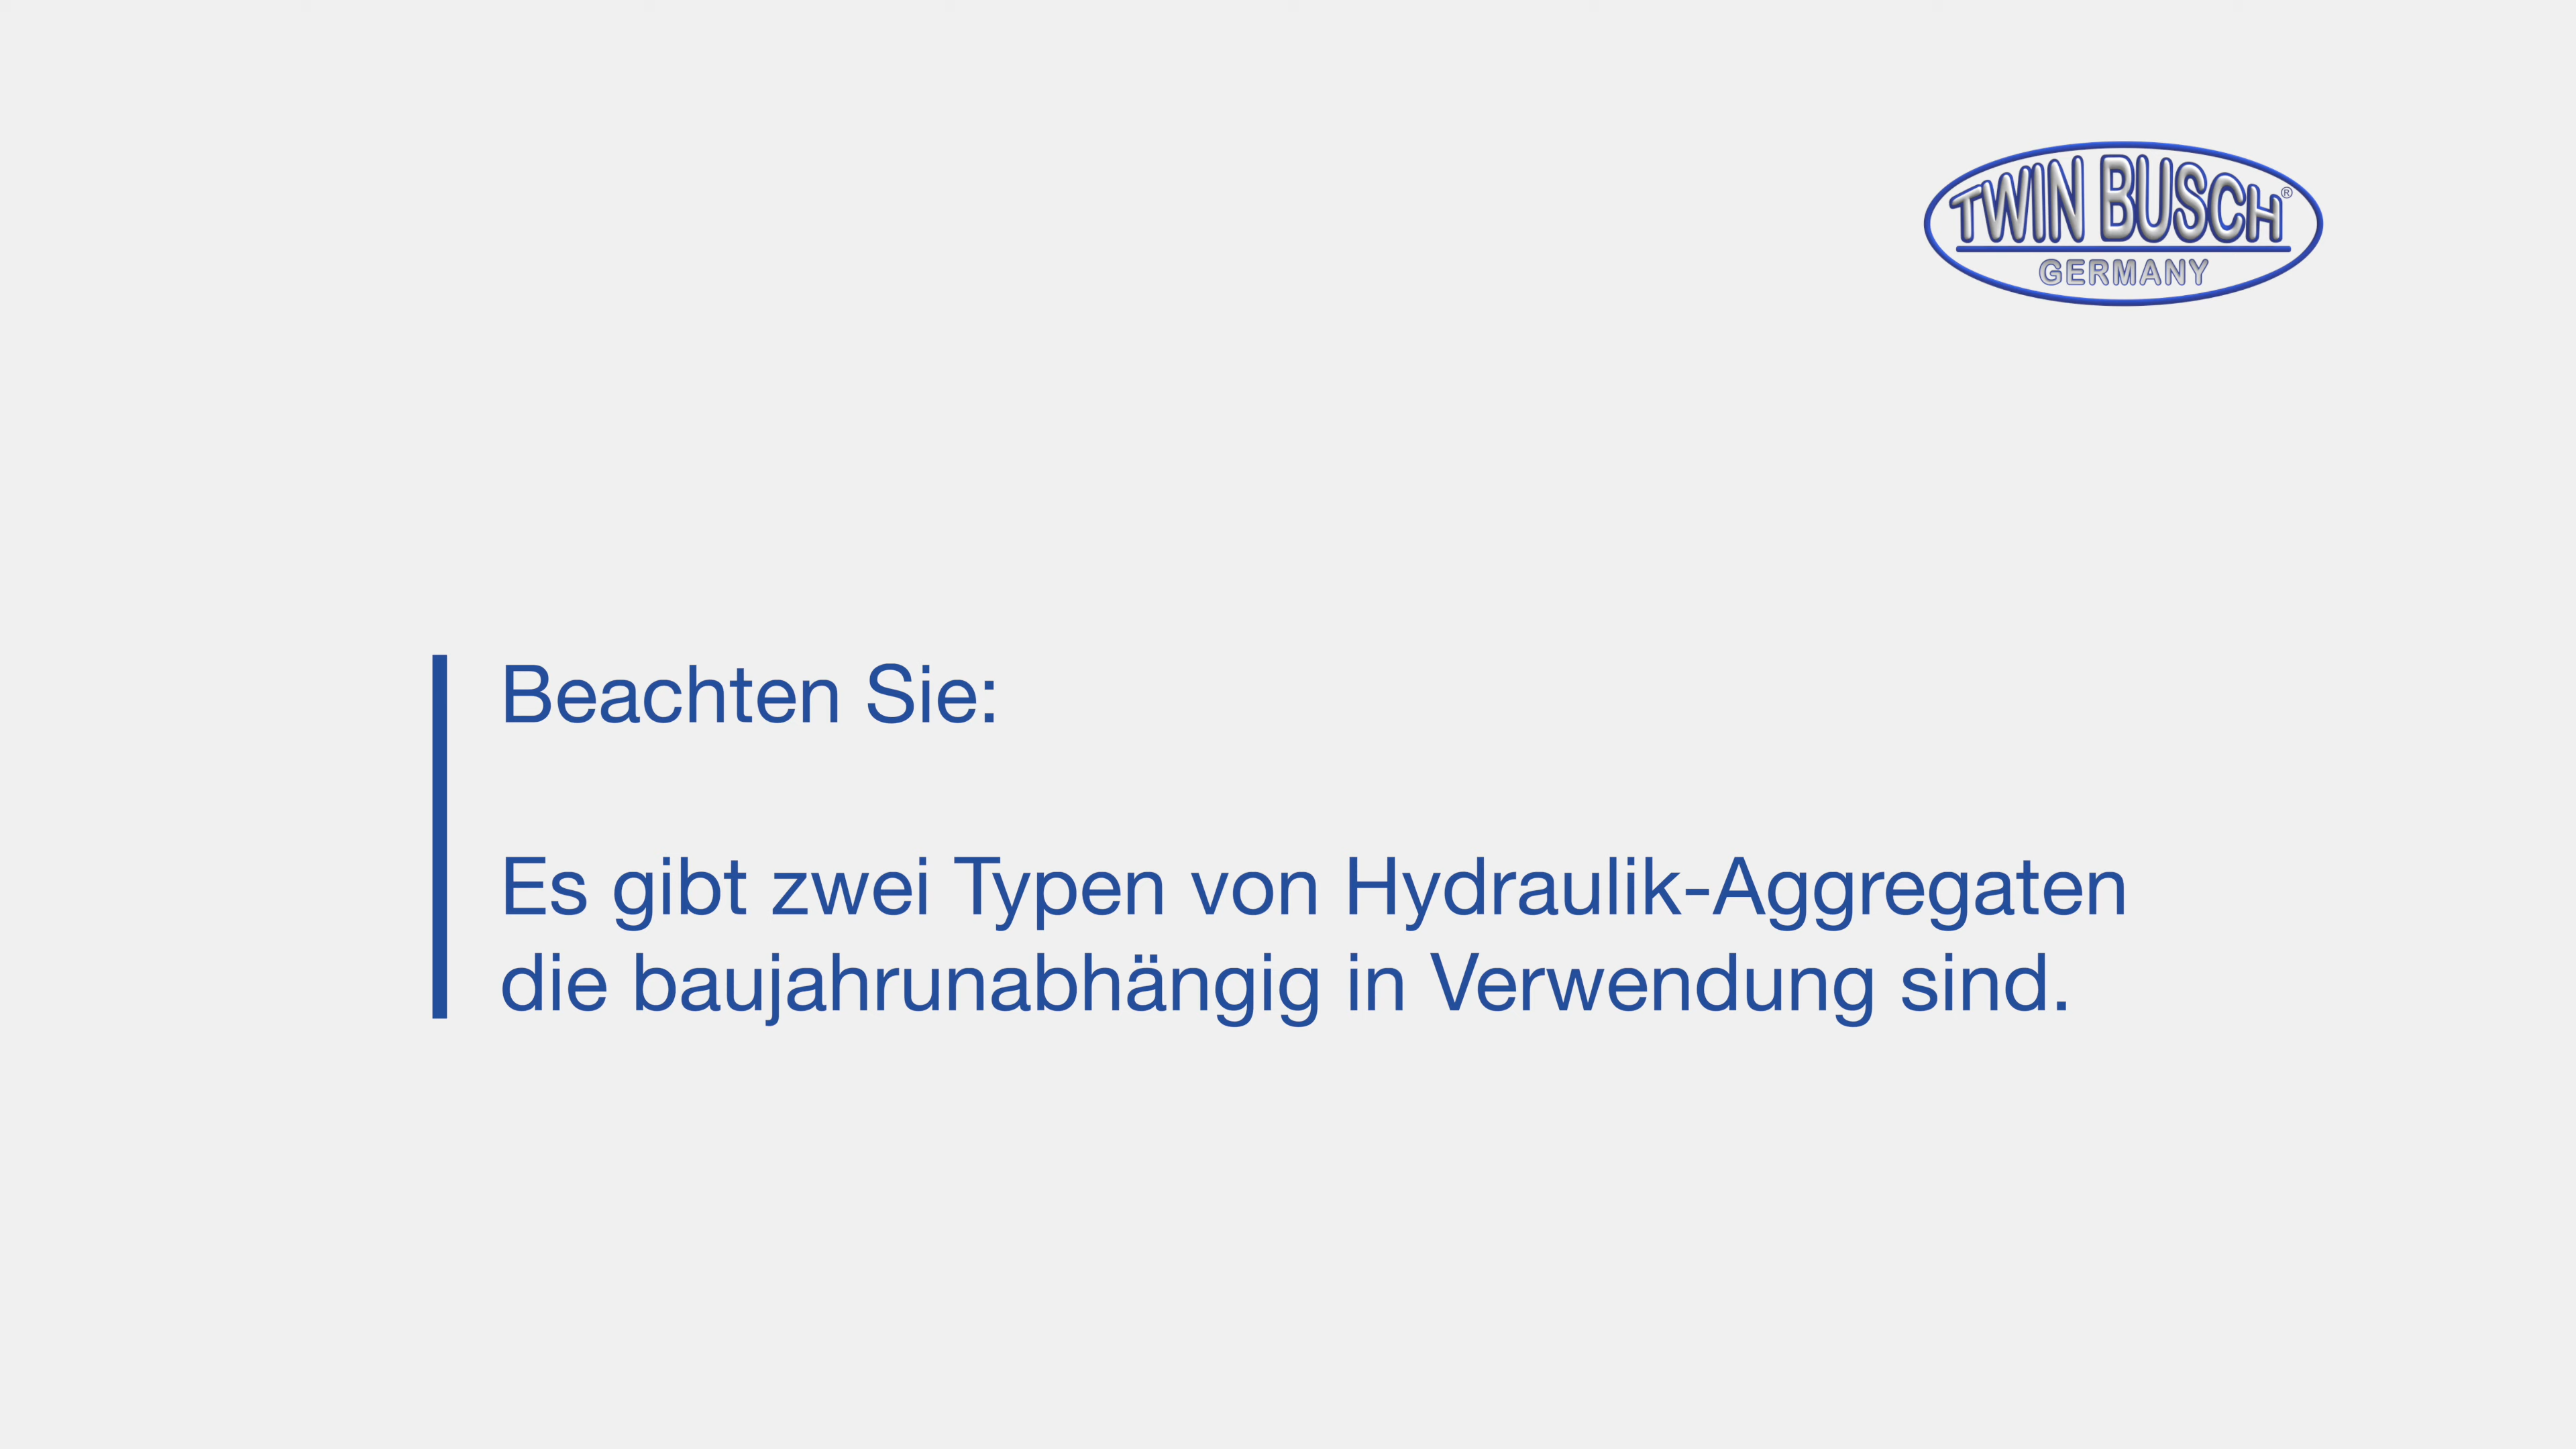 TWIN BUSCH®
GERMANY
Beachten Sie:
Es gibt zwei Typen von Hydraulik-Aggregaten
die baujahrunabhängig in Verwendung sind.